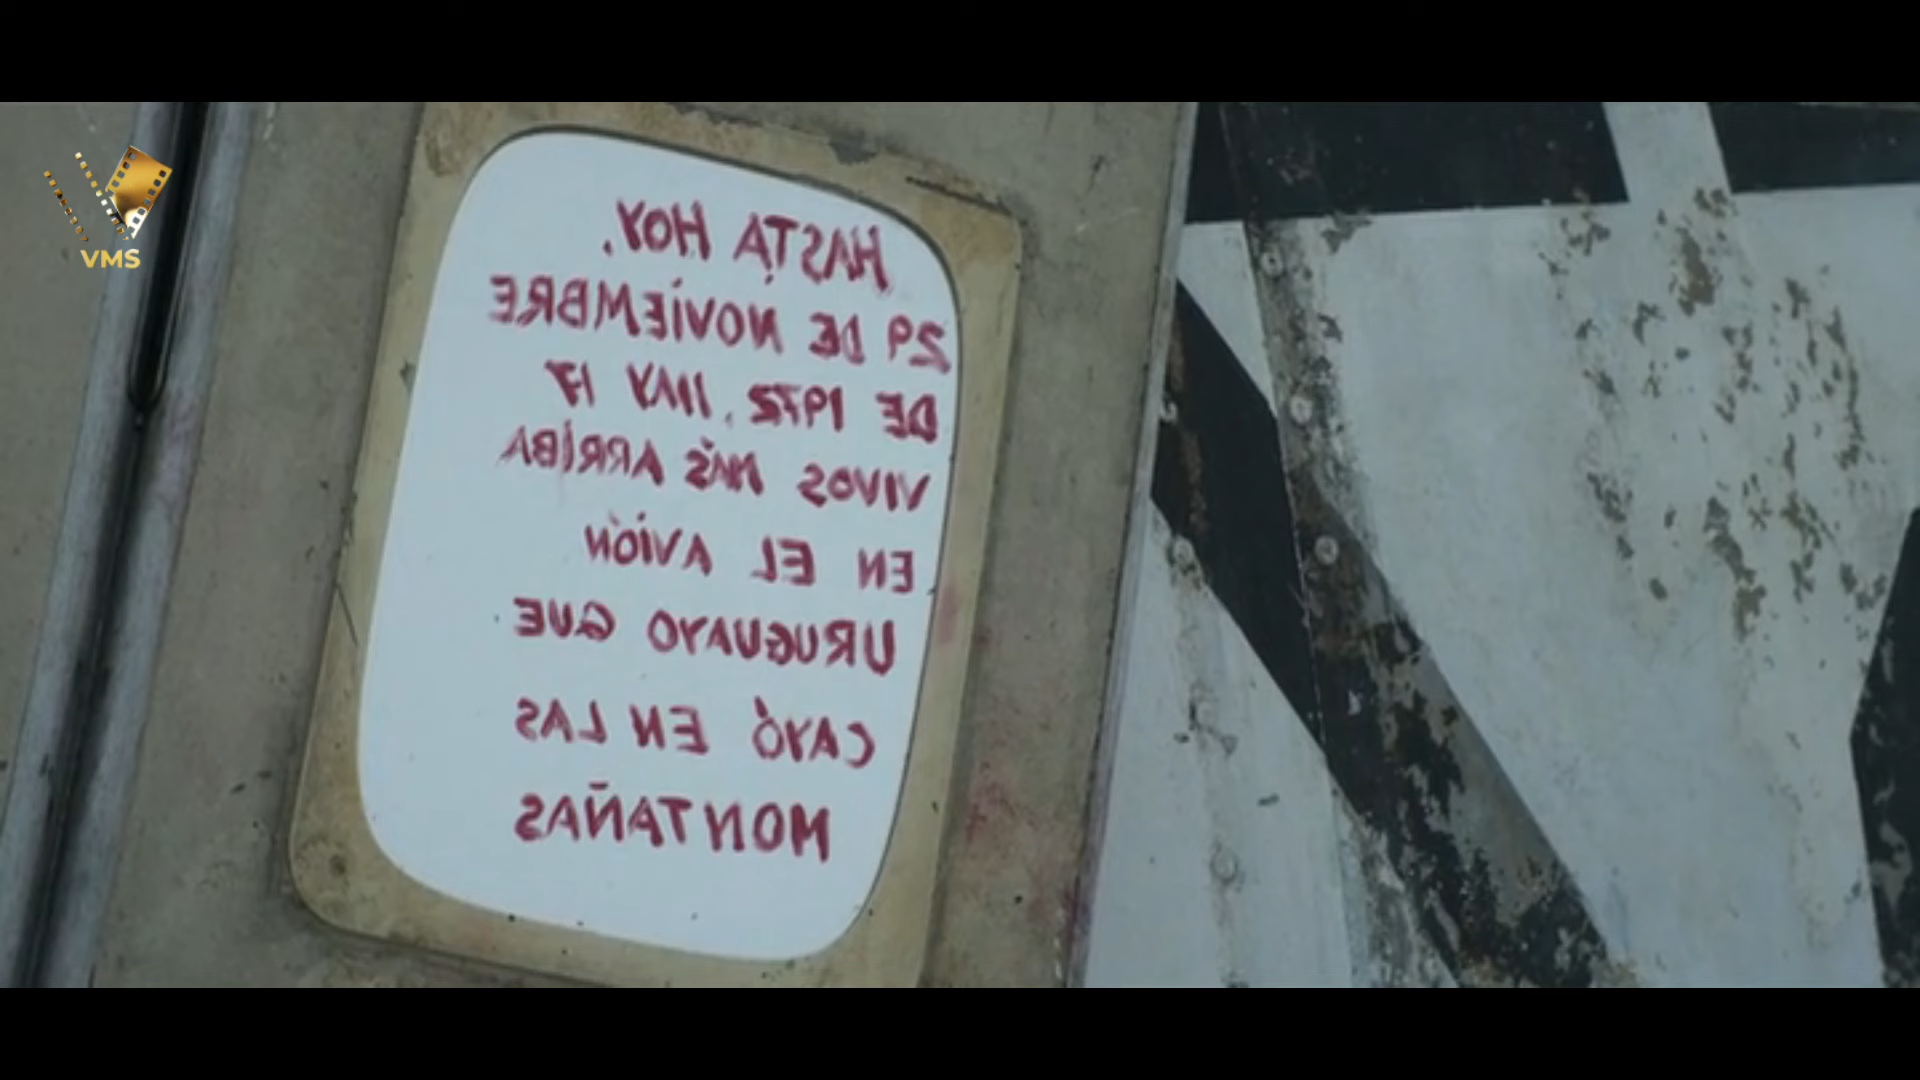 VMS
HASTA HOY,
29 DE NOVIEMBRE
DE 1972, HAY 17
VIVOS MÁS ARRIBA
EN EL AVIÓN
URUGUAYO QUE
CAYÓ EN LAS
MONTAÑAS